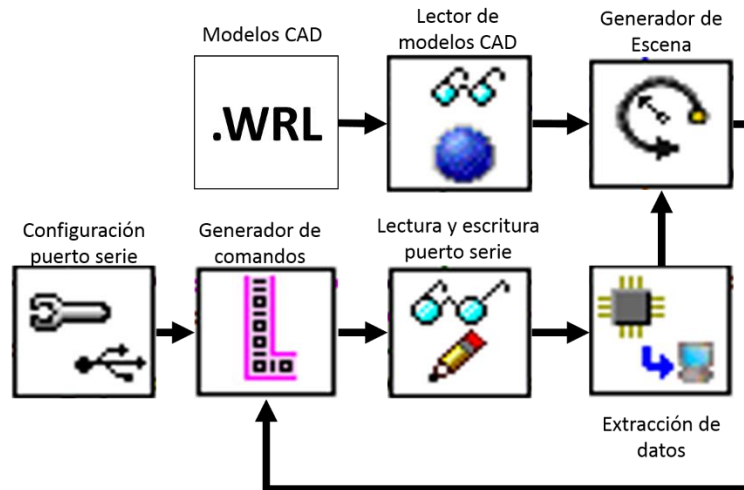 Modelos CAD
Lector de
modelos CAD
Generador de
Escena
.WRL
Configuración
puerto serie
Generador de
comandos
Lectura y escritura
puerto serie
Extracción de
datos